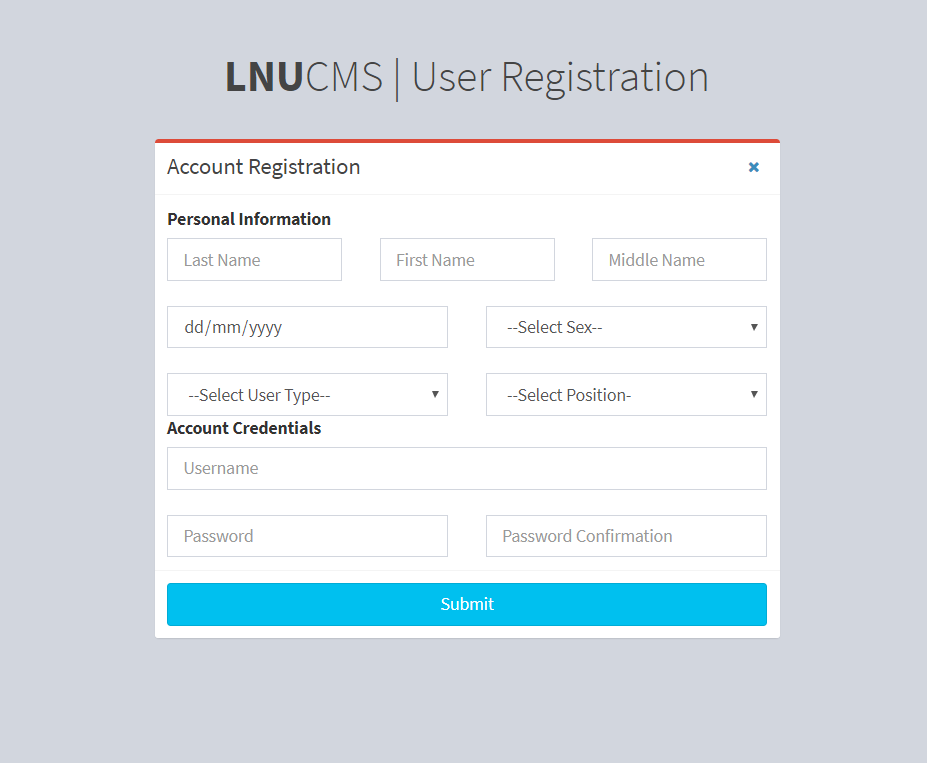 LNUCMS | User Registration
Account Registration
Personal Information
Last Name First Name Middle Name
dd/mm/yyyy --Select Sex--
--Select User Type-- --Select Position-
Account Credentials
Username
Password Password Confirmation
Submit